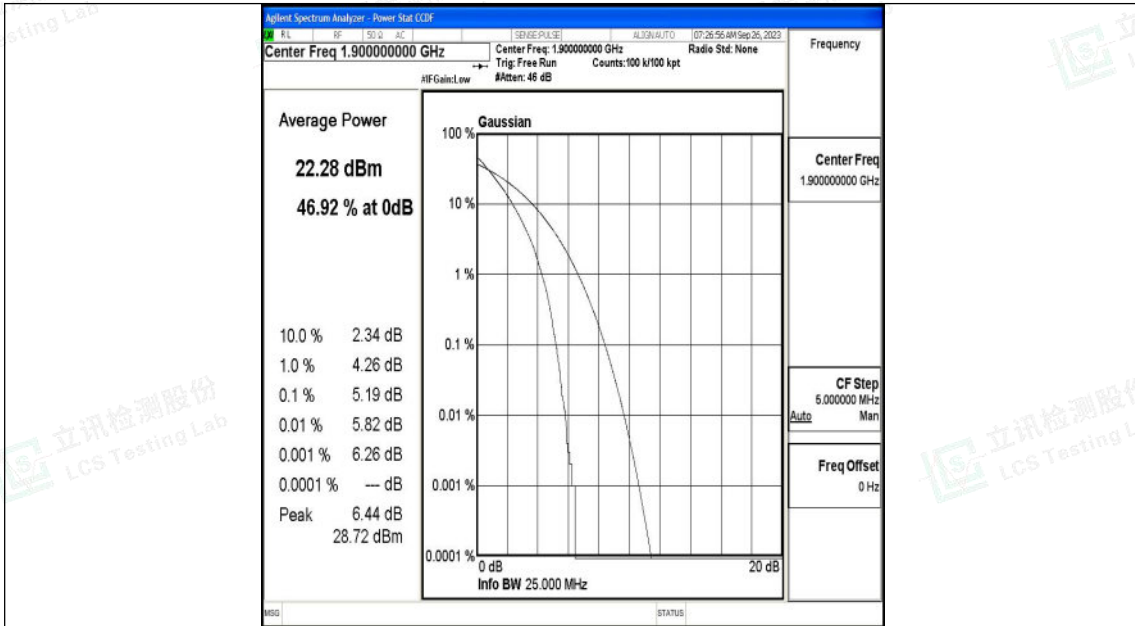 Agilent Spectrum Analyzer - Power Stat CCDF
RL RF 50 Ω AC SENSE:PULSE ALIGNAUTO 07:26:56 AM Sep 26, 2023
Center Freq 1.900000000 GHz
Center Freq: 1.900000000 GHz Radio Std: None
Trig: Free Run Counts:100 k/100 kpt
#IFGain:Low #Atten: 46 dB
Frequency
Average Power
22.28 dBm
46.92 % at 0dB
10.0 % 2.34 dB
1.0 % 4.26 dB
0.1 % 5.19 dB
0.01 % 5.82 dB
0.001 % 6.26 dB
0.0001 % --- dB
Peak 6.44 dB
28.72 dBm
Gaussian
100 %
10 %
1 %
0.1 %
0.01 %
0.001 %
0.0001 %
0 dB 20 dB
Info BW 25.000 MHz
Center Freq
1.900000000 GHz
CF Step
5.000000 MHz
Auto Man
Freq Offset
0 Hz
MSG STATUS
立讯检测股份
LCS Testing Lab
立讯检测股份
LCS Testing L
sting Lab
立
L